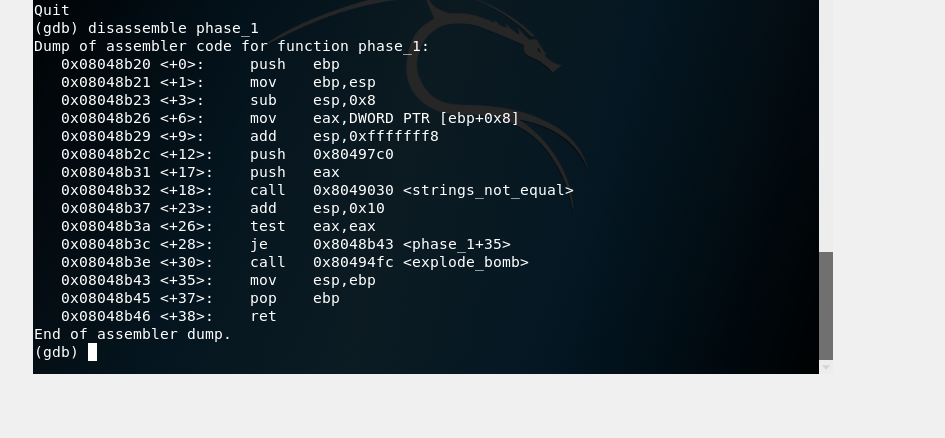 Quit
(gdb) disassemble phase_1
Dump of assembler code for function phase_1:
   0x08048b20 <+0>:     push   ebp
   0x08048b21 <+1>:     mov    ebp,esp
   0x08048b23 <+3>:     sub    esp,0x8
   0x08048b26 <+6>:     mov    eax,DWORD PTR [ebp+0x8]
   0x08048b29 <+9>:     add    esp,0xfffffff8
   0x08048b2c <+12>:    push   0x80497c0
   0x08048b31 <+17>:    push   eax
   0x08048b32 <+18>:    call   0x8049030 <strings_not_equal>
   0x08048b37 <+23>:    add    esp,0x10
   0x08048b3a <+26>:    test   eax,eax
   0x08048b3c <+28>:    je     0x8048b43 <phase_1+35>
   0x08048b3e <+30>:    call   0x80494fc <explode_bomb>
   0x08048b43 <+35>:    mov    esp,ebp
   0x08048b45 <+37>:    pop    ebp
   0x08048b46 <+38>:    ret
End of assembler dump.
(gdb)